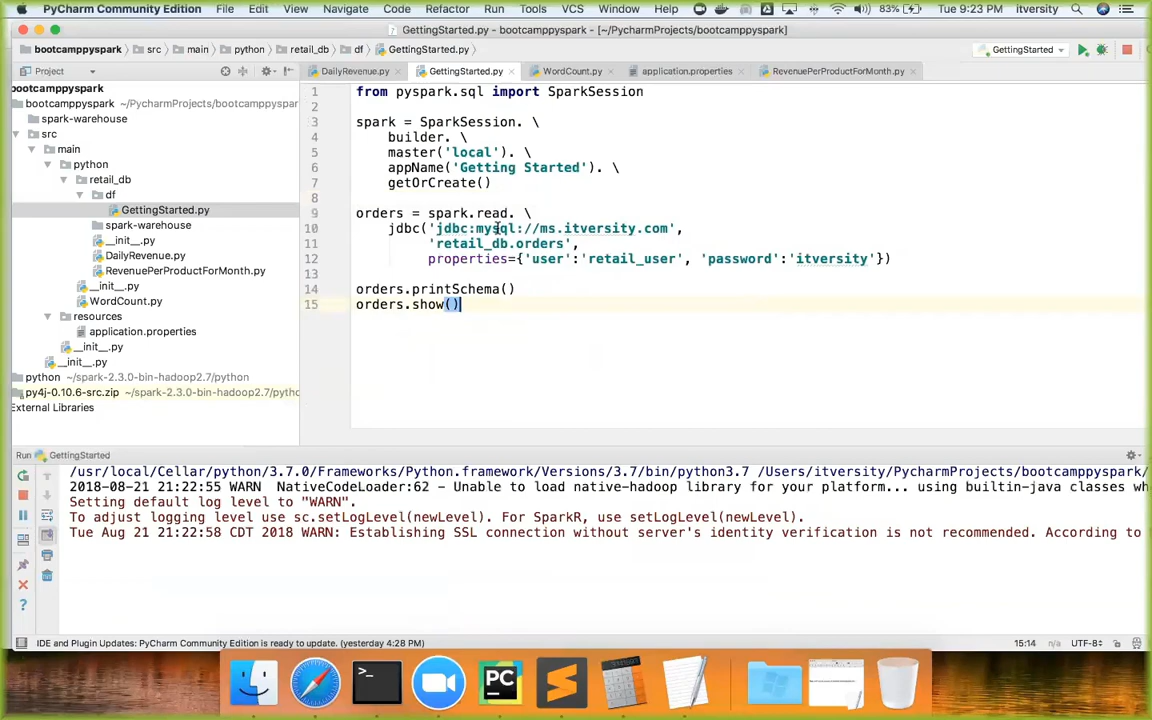 PyCharm Community Edition File Edit View Navigate Code Refactor Run Tools VCS Window Help 83% Tue 9:23 PM itversity
GettingStarted.py - bootcamppyspark - [~/PycharmProjects/bootcamppyspark]
bootcamppyspark src main python retail_db df GettingStarted.py GettingStarted
Project DailyRevenue.py GettingStarted.py WordCount.py application.properties RevenuePerProductForMonth.py
bootcamppyspark
bootcamppyspark ~/PycharmProjects/bootcamppyspar
spark-warehouse
src
main
python
retail_db
df
GettingStarted.py
spark-warehouse
__init__.py
DailyRevenue.py
RevenuePerProductForMonth.py
__init__.py
WordCount.py
resources
application.properties
__init__.py
__init__.py
python ~/spark-2.3.0-bin-hadoop2.7/python
py4j-0.10.6-src.zip ~/spark-2.3.0-bin-hadoop2.7/pytho
External Libraries
1 from pyspark.sql import SparkSession
2
3 spark = SparkSession. \
4 builder. \
5 master('local'). \
6 appName('Getting Started'). \
7 getOrCreate()
8
9 orders = spark.read. \
10 jdbc('jdbc:mysql://ms.itversity.com',
11 'retail_db.orders',
12 properties={'user':'retail_user', 'password':'itversity'})
13
14 orders.printSchema()
15 orders.show()
Run GettingStarted
/usr/local/Cellar/python/3.7.0/Frameworks/Python.framework/Versions/3.7/bin/python3.7 /Users/itversity/PycharmProjects/bootcamppyspark/
2018-08-21 21:22:55 WARN NativeCodeLoader:62 - Unable to load native-hadoop library for your platform... using builtin-java classes wh
Setting default log level to "WARN".
To adjust logging level use sc.setLogLevel(newLevel). For SparkR, use setLogLevel(newLevel).
Tue Aug 21 21:22:58 CDT 2018 WARN: Establishing SSL connection without server's identity verification is not recommended. According to
IDE and Plugin Updates: PyCharm Community Edition is ready to update. (yesterday 4:28 PM) 15:14 n/a UTF-8
PC